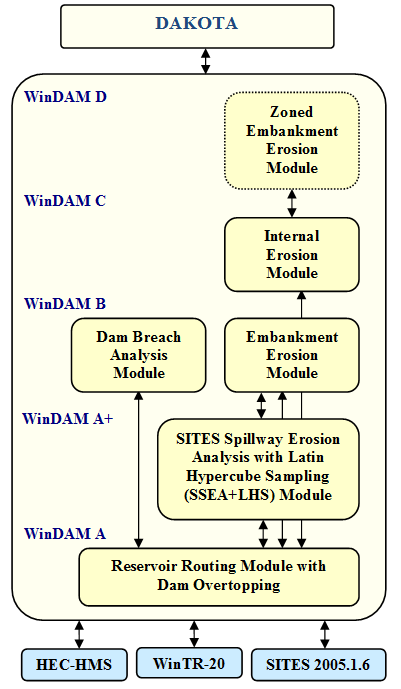 DAKOTA
WinDAM D
Zoned
Embankment
Erosion
Module
WinDAM C
Internal
Erosion
Module
WinDAM B
Dam Breach
Analysis
Module
Embankment
Erosion
Module
WinDAM A+
SITES Spillway Erosion
Analysis with Latin
Hypercube Sampling
(SSEA+LHS) Module
WinDAM A
Reservoir Routing Module with
Dam Overtopping
HEC-HMS
WinTR-20
SITES 2005.1.6